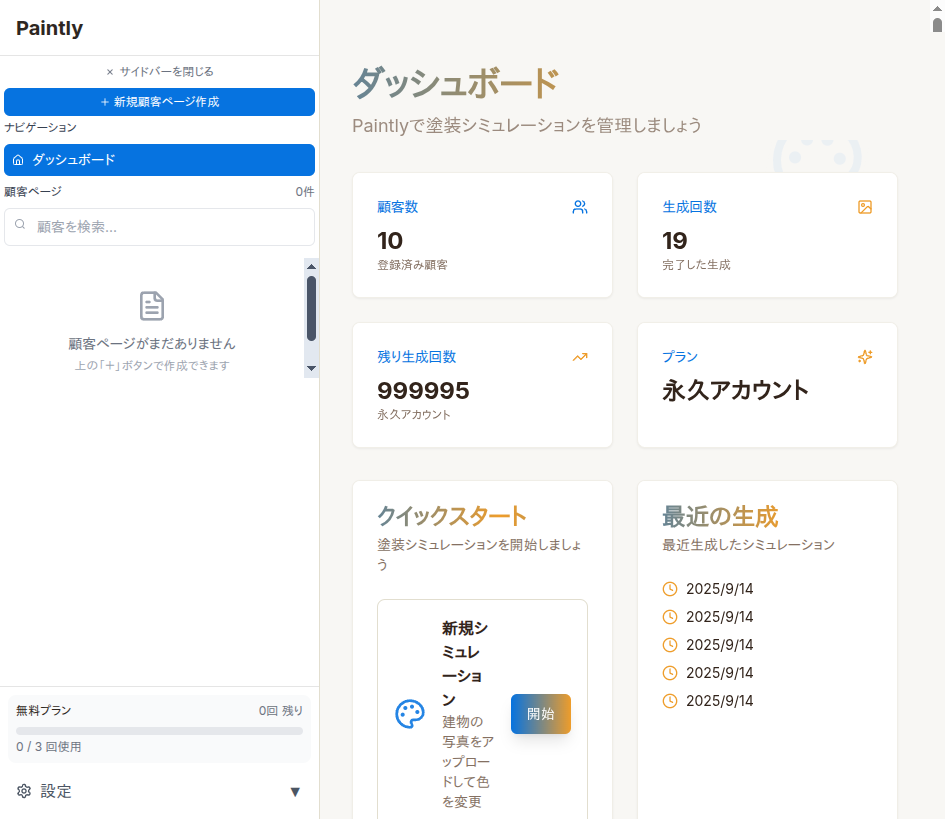 Paintly
× サイドバーを閉じる
+ 新規顧客ページ作成
ナビゲーション
ダッシュボード
顧客ページ 0件
顧客を検索...
顧客ページがまだありません
上の「+」ボタンで作成できます
無料プラン 0回 残り
0 / 3 回使用
設定 ▼
ダッシュボード
Paintlyで塗装シミュレーションを管理しましょう
顧客数
10
登録済み顧客
生成回数
19
完了した生成
残り生成回数
999995
永久アカウント
プラン
永久アカウント
クイックスタート
塗装シミュレーションを開始しましょ
う
新規シ
ミュレ
ーショ
ン
建物の
写真をア
ップロー
ドして色
を変更
開始
最近の生成
最近生成したシミュレーション
2025/9/14
2025/9/14
2025/9/14
2025/9/14
2025/9/14